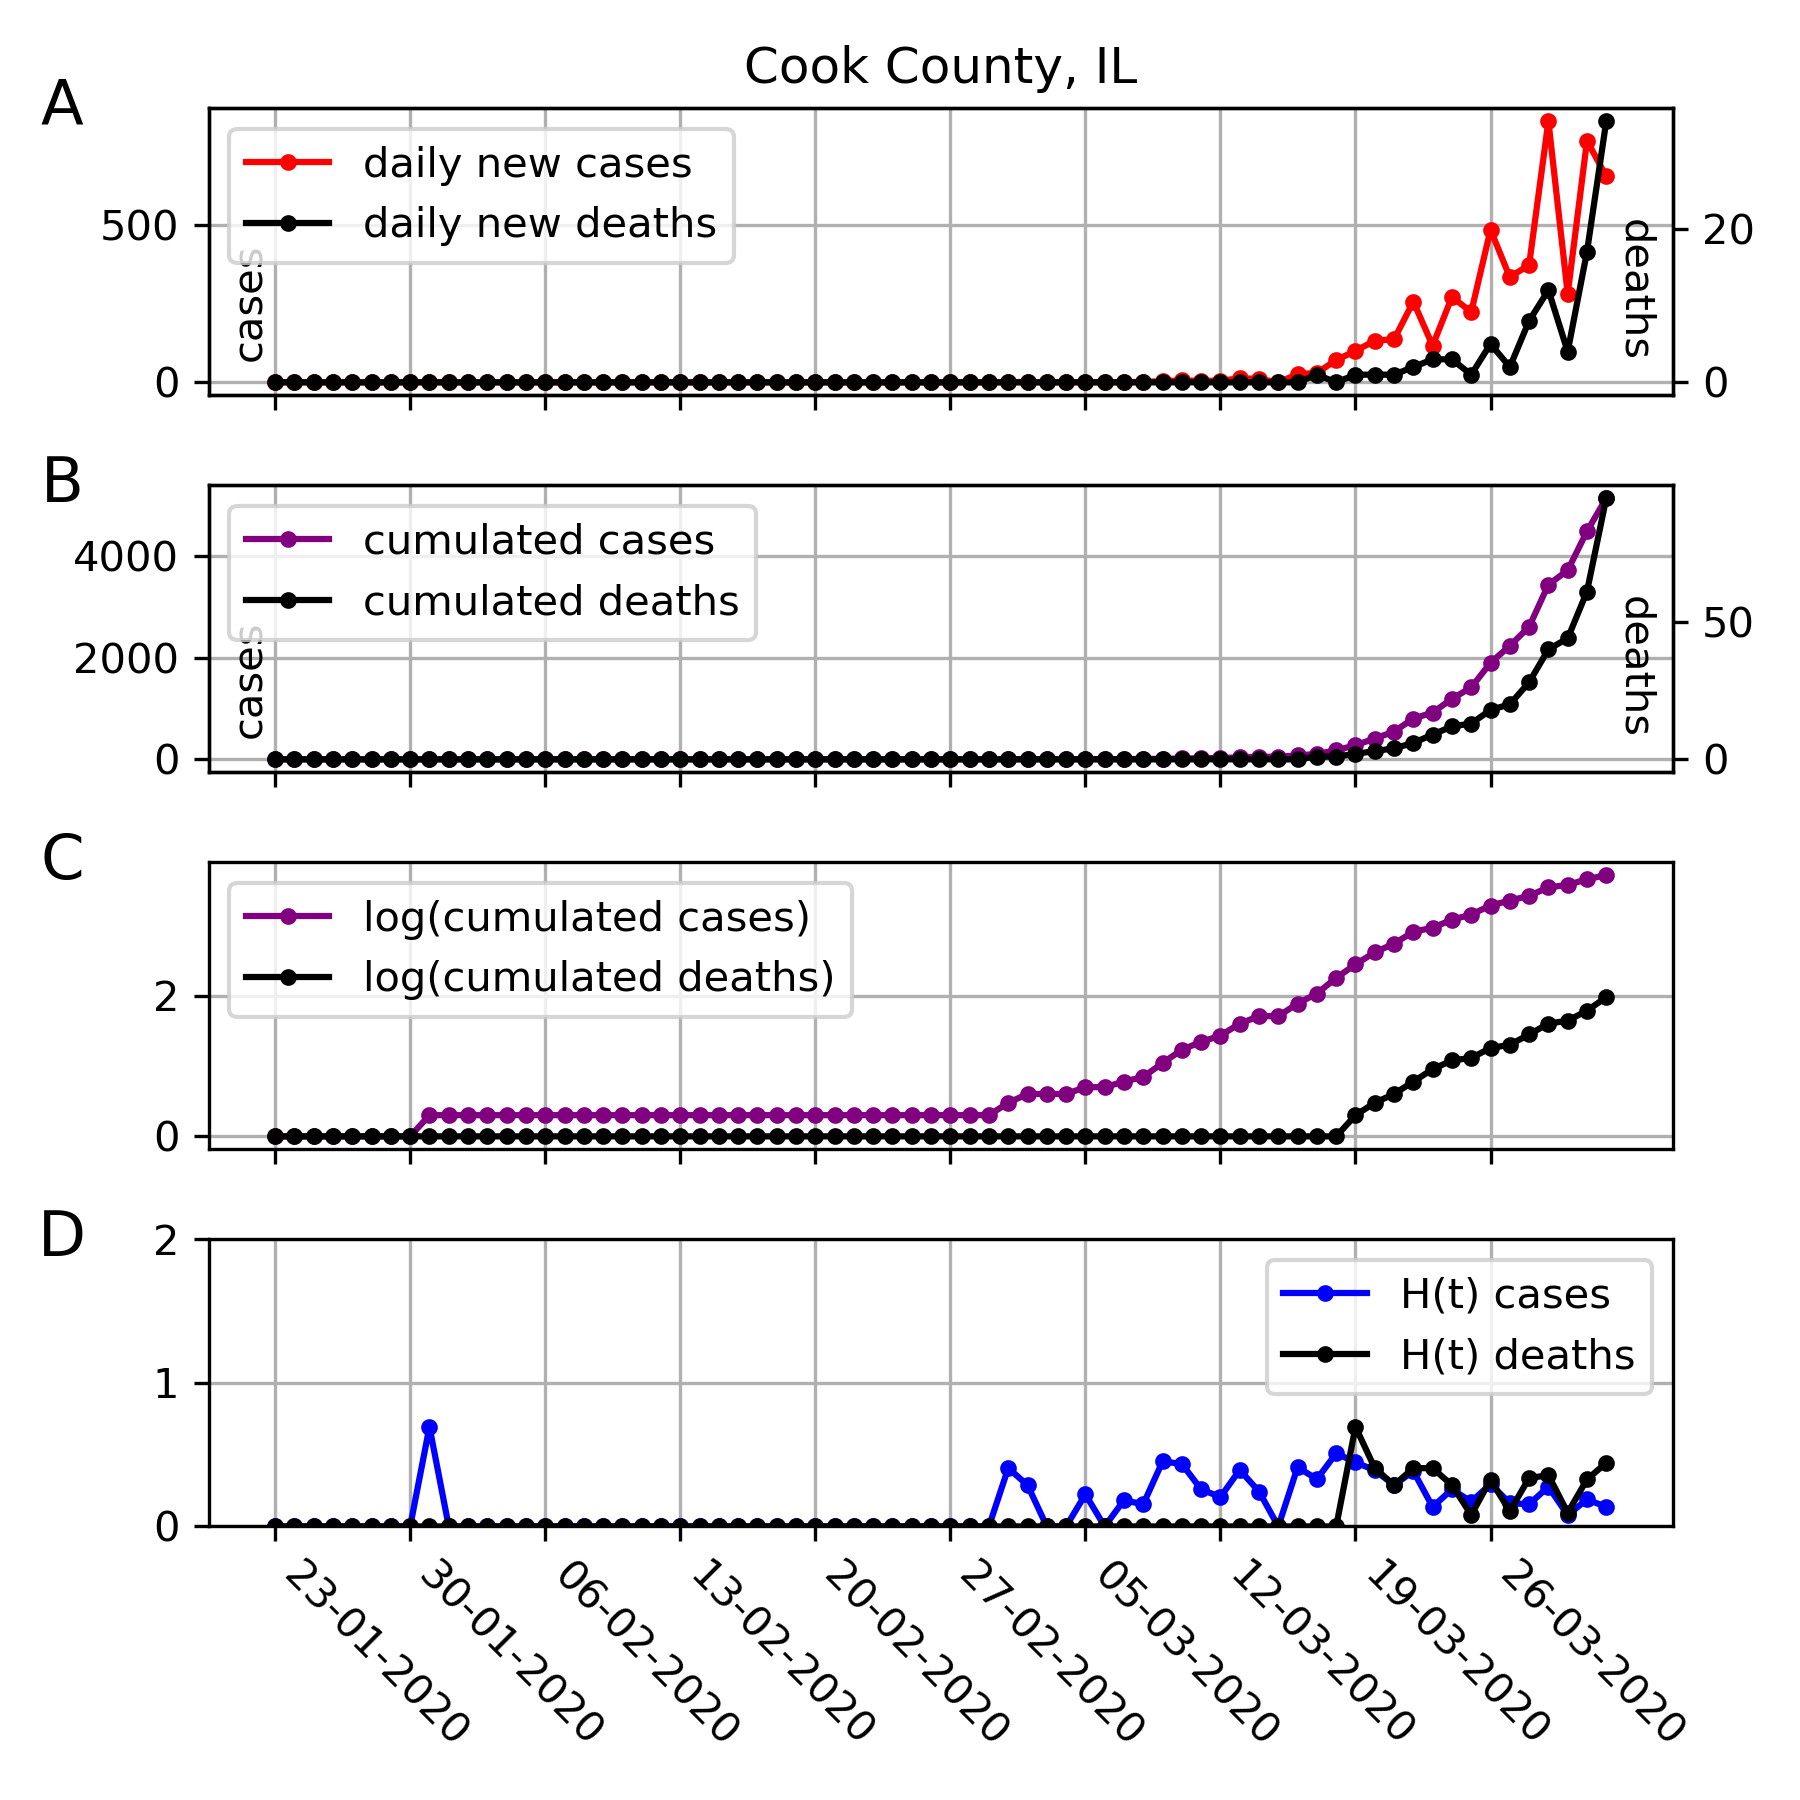 Cook County, IL
A
daily new cases
daily new deaths
500
0
cases
20
0
deaths
B
cumulated cases
cumulated deaths
4000
2000
0
cases
50
0
deaths
C
log(cumulated cases)
log(cumulated deaths)
2
0
D
2
1
0
H(t) cases
H(t) deaths
23-01-2020
30-01-2020
06-02-2020
13-02-2020
20-02-2020
27-02-2020
05-03-2020
12-03-2020
19-03-2020
26-03-2020